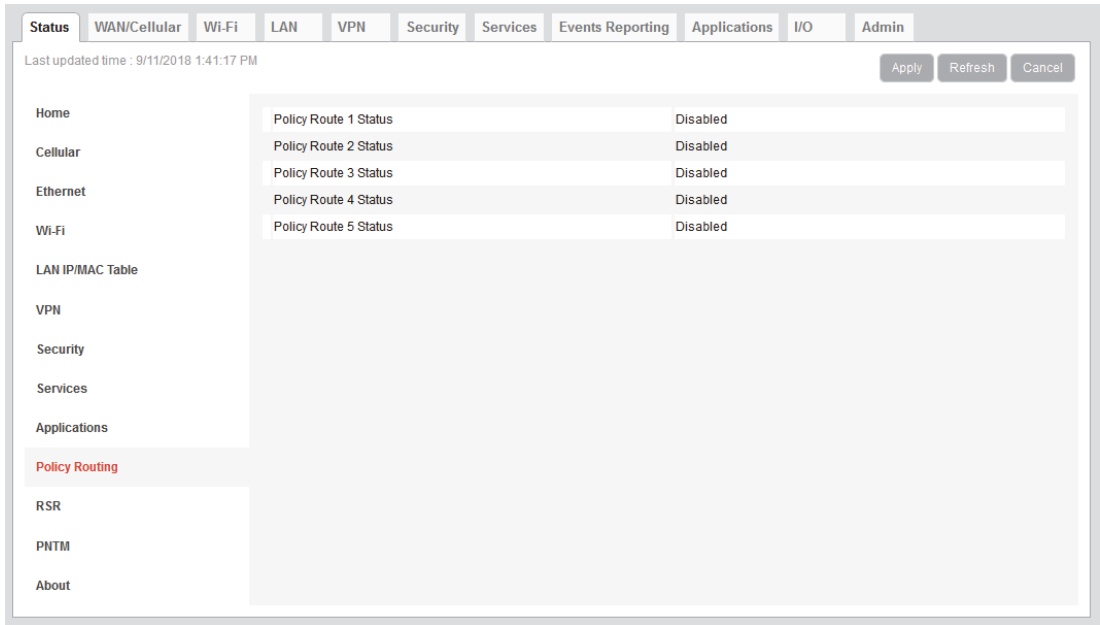 Status WAN/Cellular Wi-Fi LAN VPN Security Services Events Reporting Applications I/O Admin
Last updated time : 9/11/2018 1:41:17 PM
Apply Refresh Cancel
Home
Cellular
Ethernet
Wi-Fi
LAN IP/MAC Table
VPN
Security
Services
Applications
Policy Routing
RSR
PNTM
About
Policy Route 1 Status Disabled
Policy Route 2 Status Disabled
Policy Route 3 Status Disabled
Policy Route 4 Status Disabled
Policy Route 5 Status Disabled